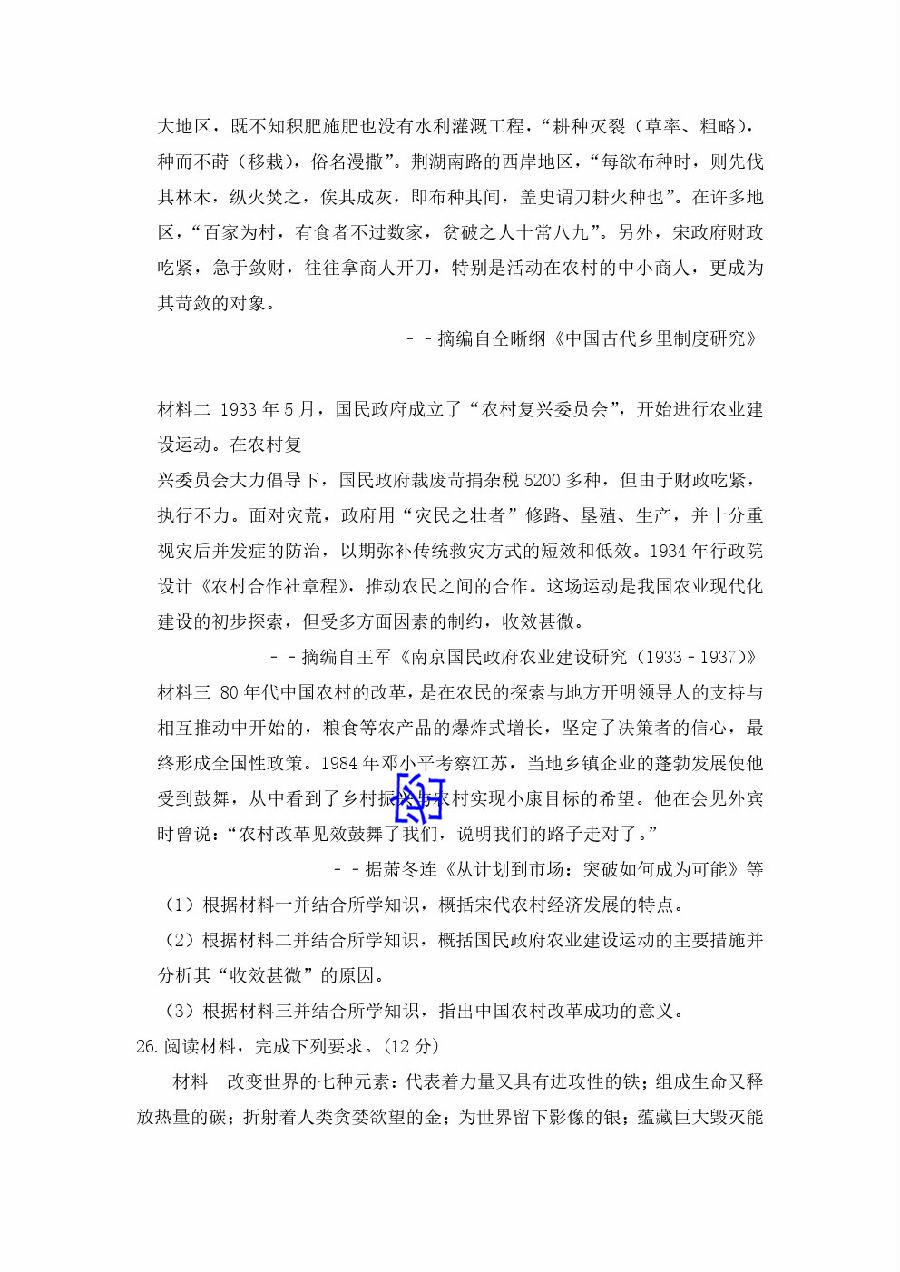 大地区，既不知积肥施肥也没有水利灌溉工程，“耕种灭裂（草率、粗略），
种而不莳（移栽），俗名漫撒”。荆湖南路的西岸地区，“每欲布种时，则先伐
其林木，纵火焚之，俟其成灰，即布种其间，盖史谓刀耕火种也”。在许多地
区，“百家为村，有食者不过数家，贫破之人十常八九”。另外，宋政府财政
吃紧，急于敛财，往往拿商人开刀，特别是活动在农村的中小商人，更成为
其苛敛的对象。
--摘编自仝晰纲《中国古代乡里制度研究》
材料二 1933年5月，国民政府成立了“农村复兴委员会”，开始进行农业建
设运动。在农村复
兴委员会大力倡导下，国民政府裁废苛捐杂税5200多种，但由于财政吃紧，
执行不力。面对灾荒，政府用“灾民之壮者”修路、垦殖、生产，并十分重
视灾后并发症的防治，以期弥补传统救灾方式的短效和低效。1934年行政院
设计《农村合作社章程》，推动农民之间的合作。这场运动是我国农业现代化
建设的初步探索，但受多方面因素的制约，收效甚微。
--摘编自王军《南京国民政府农业建设研究（1933-1937）》
材料三 80年代中国农村的改革，是在农民的探索与地方开明领导人的支持与
相互推动中开始的，粮食等农产品的爆炸式增长，坚定了决策者的信心，最
终形成全国性政策。1984年邓小平考察江苏，当地乡镇企业的蓬勃发展使他
受到鼓舞，从中看到了乡村振兴与农村实现小康目标的希望。他在会见外宾
时曾说：“农村改革见效鼓舞了我们，说明我们的路子走对了。”
--据萧冬连《从计划到市场：突破如何成为可能》等
（1）根据材料一并结合所学知识，概括宋代农村经济发展的特点。
（2）根据材料二并结合所学知识，概括国民政府农业建设运动的主要措施并
分析其“收效甚微”的原因。
（3）根据材料三并结合所学知识，指出中国农村改革成功的意义。
26.阅读材料，完成下列要求。（12分）
材料 改变世界的七种元素：代表着力量又具有进攻性的铁；组成生命又释
放热量的碳；折射着人类贪婪欲望的金；为世界留下影像的银；蕴藏巨大毁灭能